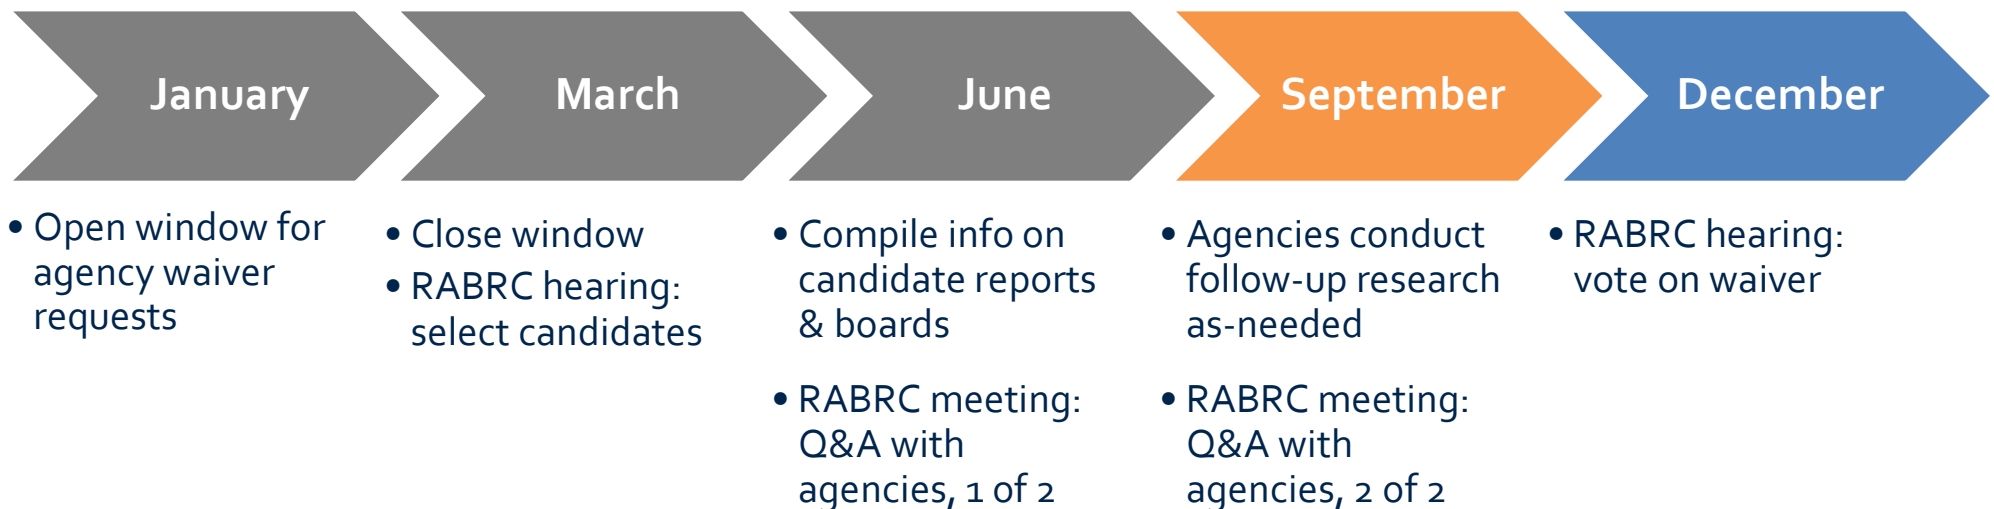 January
March
June
September
December
• Open window for
agency waiver
requests
• Close window
• RABRC hearing:
select candidates
• Compile info on
candidate reports
& boards
• RABRC meeting:
Q&A with
agencies, 1 of 2
• Agencies conduct
follow-up research
as-needed
• RABRC meeting:
Q&A with
agencies, 2 of 2
• RABRC hearing:
vote on waiver